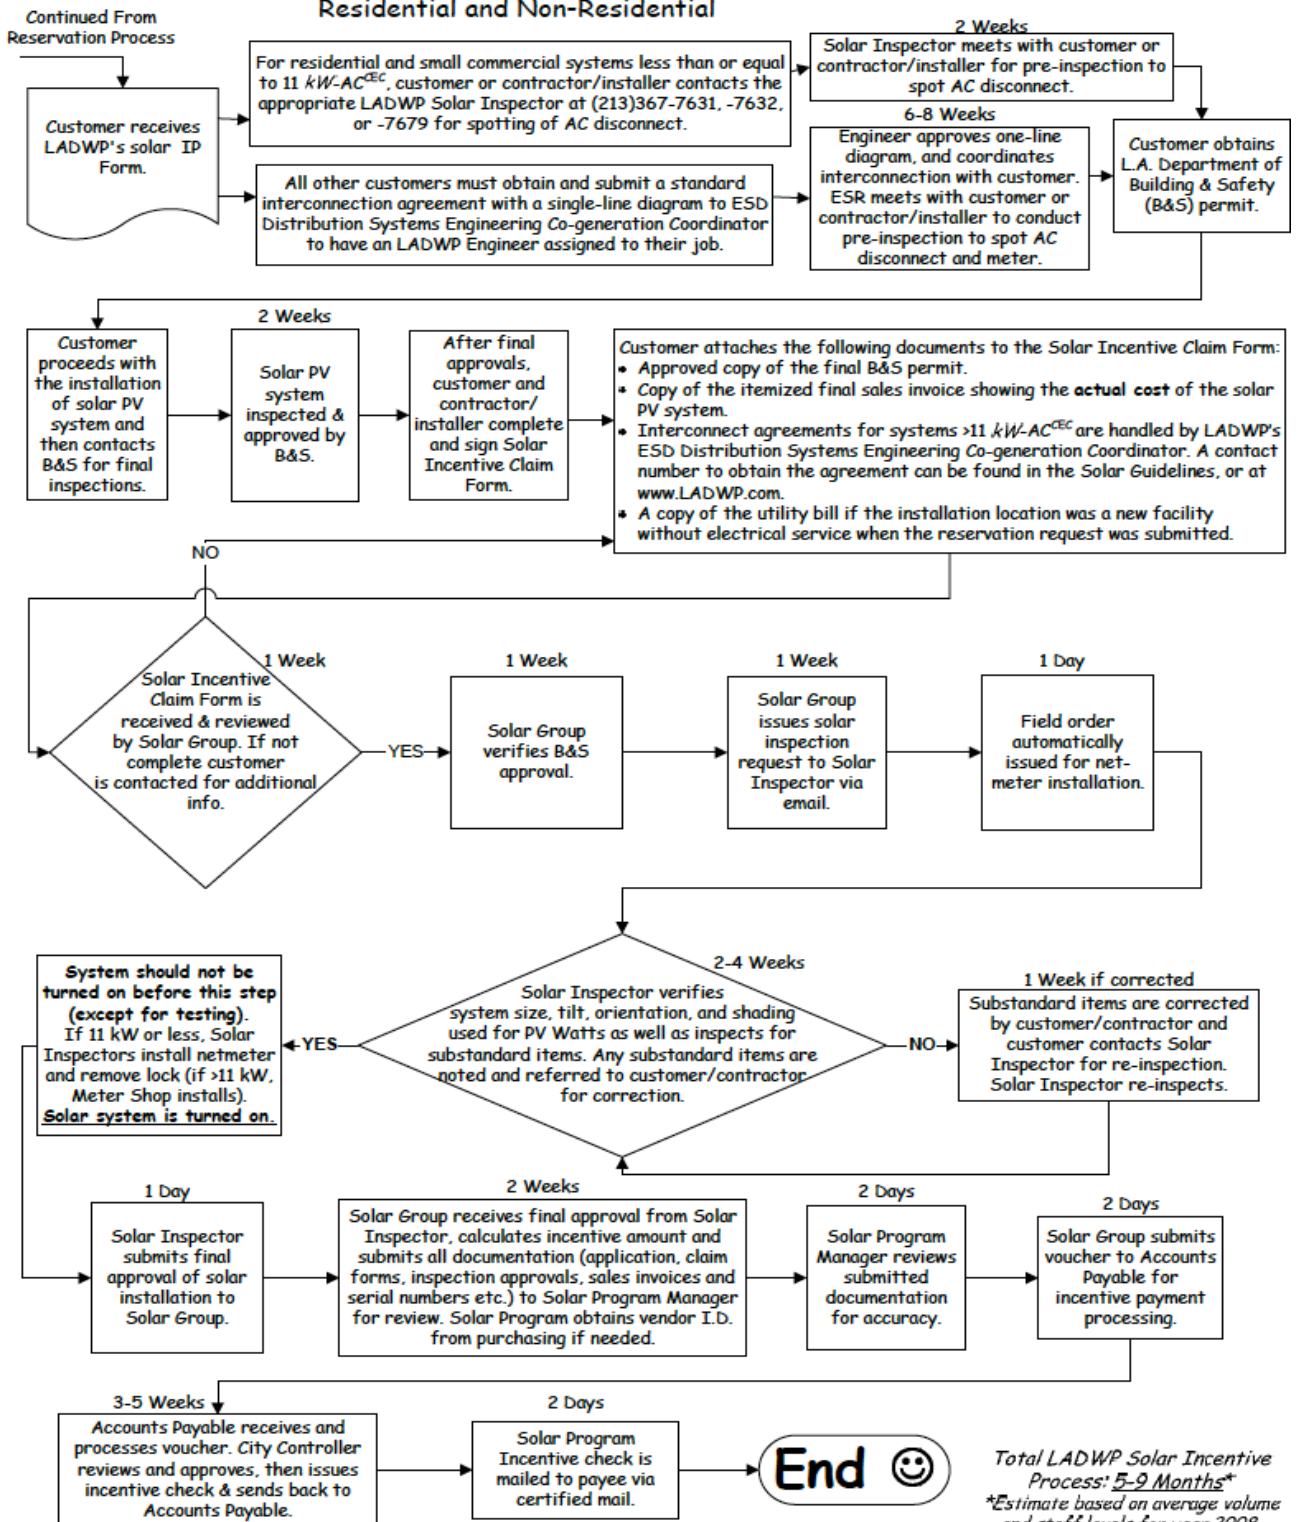 Residential and Non-Residential
Continued From
Reservation Process
Customer receives
LADWP's solar IP
Form.
For residential and small commercial systems less than or equal
to 11 kW-AC^CEC, customer or contractor/installer contacts the
appropriate LADWP Solar Inspector at (213)367-7631, -7632,
or -7679 for spotting of AC disconnect.
2 Weeks
Solar Inspector meets with customer or
contractor/installer for pre-inspection to
spot AC disconnect.
All other customers must obtain and submit a standard
interconnection agreement with a single-line diagram to ESD
Distribution Systems Engineering Co-generation Coordinator
to have an LADWP Engineer assigned to their job.
6-8 Weeks
Engineer approves one-line
diagram, and coordinates
interconnection with customer.
ESR meets with customer or
contractor/installer to conduct
pre-inspection to spot AC
disconnect and meter.
Customer obtains
L.A. Department of
Building & Safety
(B&S) permit.
Customer
proceeds with
the installation
of solar PV
system and
then contacts
B&S for final
inspections.
2 Weeks
Solar PV
system
inspected &
approved by
B&S.
After final
approvals,
customer and
contractor/
installer complete
and sign Solar
Incentive Claim
Form.
Customer attaches the following documents to the Solar Incentive Claim Form:
• Approved copy of the final B&S permit.
• Copy of the itemized final sales invoice showing the actual cost of the solar
PV system.
• Interconnect agreements for systems >11 kW-AC^CEC are handled by LADWP's
ESD Distribution Systems Engineering Co-generation Coordinator. A contact
number to obtain the agreement can be found in the Solar Guidelines, or at
www.LADWP.com.
• A copy of the utility bill if the installation location was a new facility
without electrical service when the reservation request was submitted.
NO
1 Week
Solar Incentive
Claim Form is
received & reviewed
by Solar Group. If not
complete customer
is contacted for additional
info.
YES
1 Week
Solar Group
verifies B&S
approval.
1 Week
Solar Group
issues solar
inspection
request to Solar
Inspector via
email.
1 Day
Field order
automatically
issued for net-
meter installation.
2-4 Weeks
Solar Inspector verifies
system size, tilt, orientation, and shading
used for PV Watts as well as inspects for
substandard items. Any substandard items are
noted and referred to customer/contractor
for correction.
NO
1 Week if corrected
Substandard items are corrected
by customer/contractor and
customer contacts Solar
Inspector for re-inspection.
Solar Inspector re-inspects.
YES
System should not be
turned on before this step
(except for testing).
If 11 kW or less, Solar
Inspectors install netmeter
and remove lock (if >11 kW,
Meter Shop installs).
Solar system is turned on.
1 Day
Solar Inspector
submits final
approval of solar
installation to
Solar Group.
2 Weeks
Solar Group receives final approval from Solar
Inspector, calculates incentive amount and
submits all documentation (application, claim
forms, inspection approvals, sales invoices and
serial numbers etc.) to Solar Program Manager
for review. Solar Program obtains vendor I.D.
from purchasing if needed.
2 Days
Solar Program
Manager reviews
submitted
documentation
for accuracy.
2 Days
Solar Group submits
voucher to Accounts
Payable for
incentive payment
processing.
3-5 Weeks
Accounts Payable receives and
processes voucher. City Controller
reviews and approves, then issues
incentive check & sends back to
Accounts Payable.
2 Days
Solar Program
Incentive check is
mailed to payee via
certified mail.
End ☺
Total LADWP Solar Incentive
Process: 5-9 Months*
*Estimate based on average volume
and staff levels for year 2008